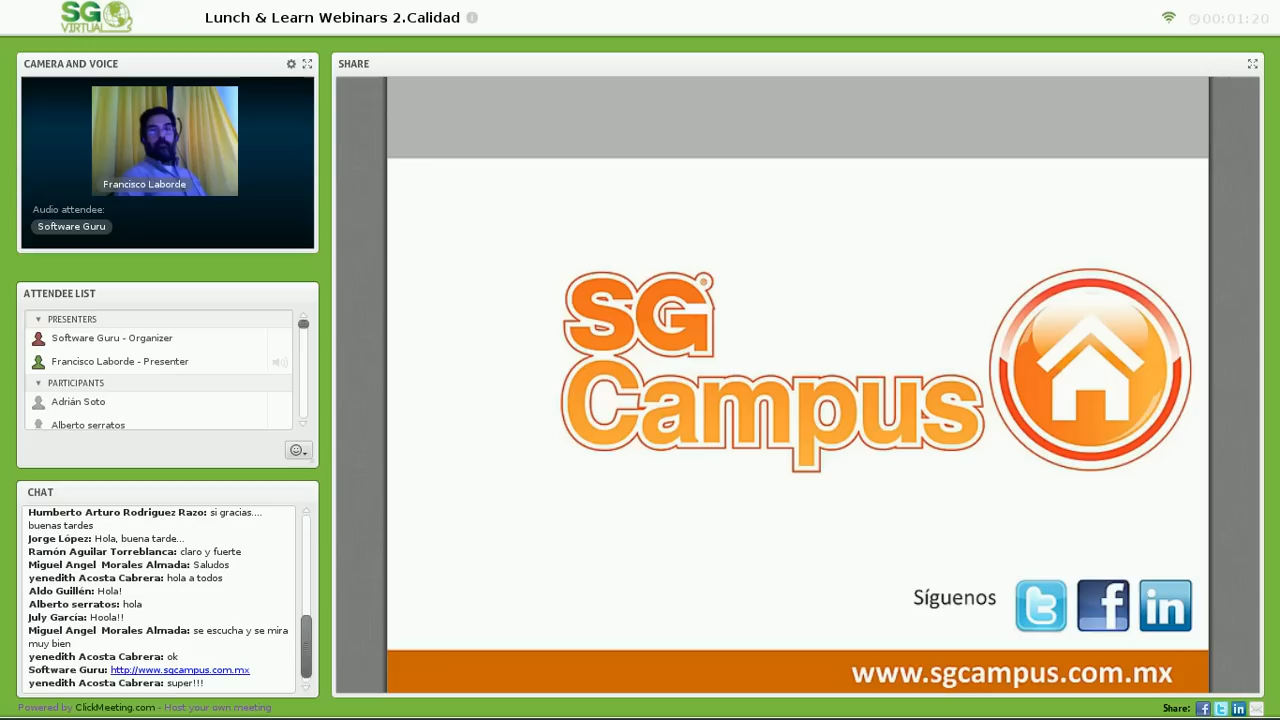 SG
VIRTUAL
Lunch & Learn Webinars 2.Calidad
00:01:20
CAMERA AND VOICE
Francisco Laborde
Audio attendee:
Software Guru
ATTENDEE LIST
PRESENTERS
Software Guru - Organizer
Francisco Laborde - Presenter
PARTICIPANTS
Adrián Soto
Alberto serratos
CHAT
Humberto Arturo Rodriguez Razo: si gracias....
buenas tardes
Jorge López: Hola, buena tarde...
Ramón Aguilar Torreblanca: claro y fuerte
Miguel Angel Morales Almada: Saludos
yenedith Acosta Cabrera: hola a todos
Aldo Guillén: Hola!
Alberto serratos: hola
July García: Hoola!!
Miguel Angel Morales Almada: se escucha y se mira
muy bien
yenedith Acosta Cabrera: ok
Software Guru: http://www.sgcampus.com.mx
yenedith Acosta Cabrera: super!!!
SHARE
SG
Campus
Síguenos
www.sgcampus.com.mx
Powered by ClickMeeting.com - Host your own meeting
Share: